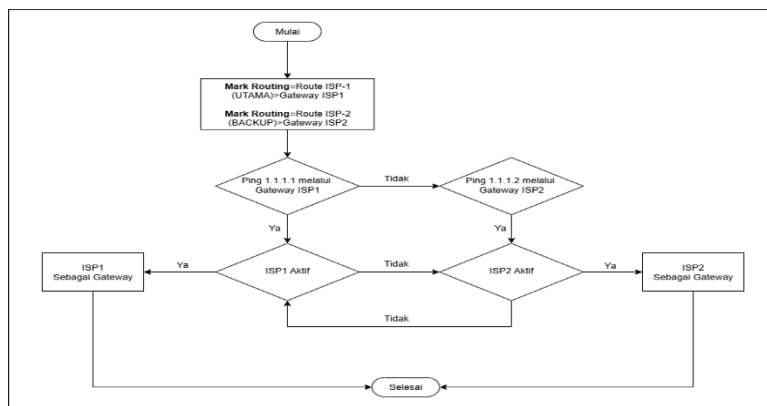 Mulai
Mark Routing=Route ISP-1
(UTAMA)>Gateway ISP1
Mark Routing=Route ISP-2
(BACKUP)>Gateway ISP2
Ping 1.1.1.1 melalui
Gateway ISP1
Tidak
Ping 1.1.1.2 melalui
Gateway ISP2
Ya
Ya
ISP1
Sebagai Gateway
Ya
ISP1 Aktif
Tidak
ISP2 Aktif
Ya
ISP2
Sebagai Gateway
Tidak
Selesai